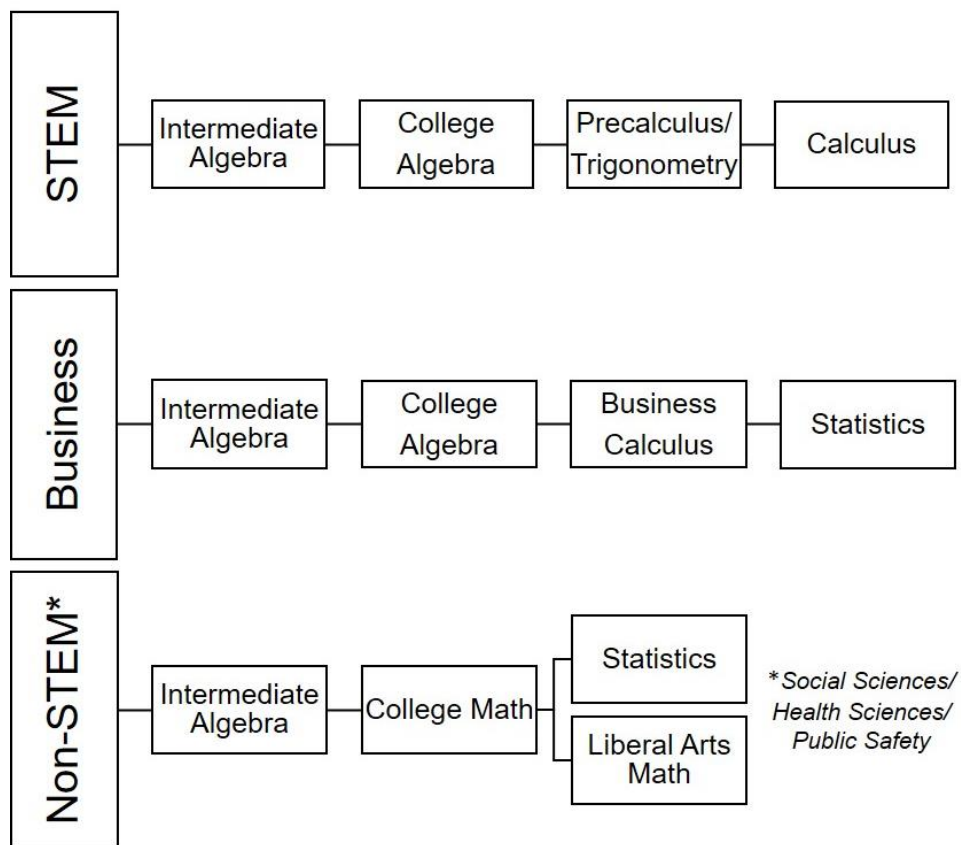 STEM
Intermediate
Algebra
College
Algebra
Precalculus/
Trigonometry
Calculus
Business
Intermediate
Algebra
College
Algebra
Business
Calculus
Statistics
Non-STEM*
Intermediate
Algebra
College Math
Statistics
Liberal Arts
Math
*Social Sciences/
Health Sciences/
Public Safety